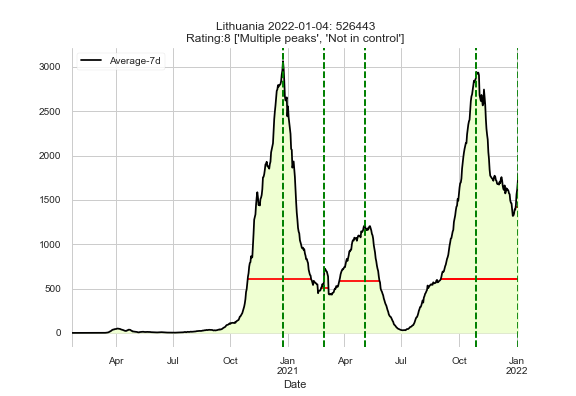 Lithuania 2022-01-04: 526443
Rating:8 ['Multiple peaks', 'Not in control']
Average-7d
3000
2500
2000
1500
1000
500
0
Apr Jul Oct Jan Apr Jul Oct Jan
2021 2022
Date